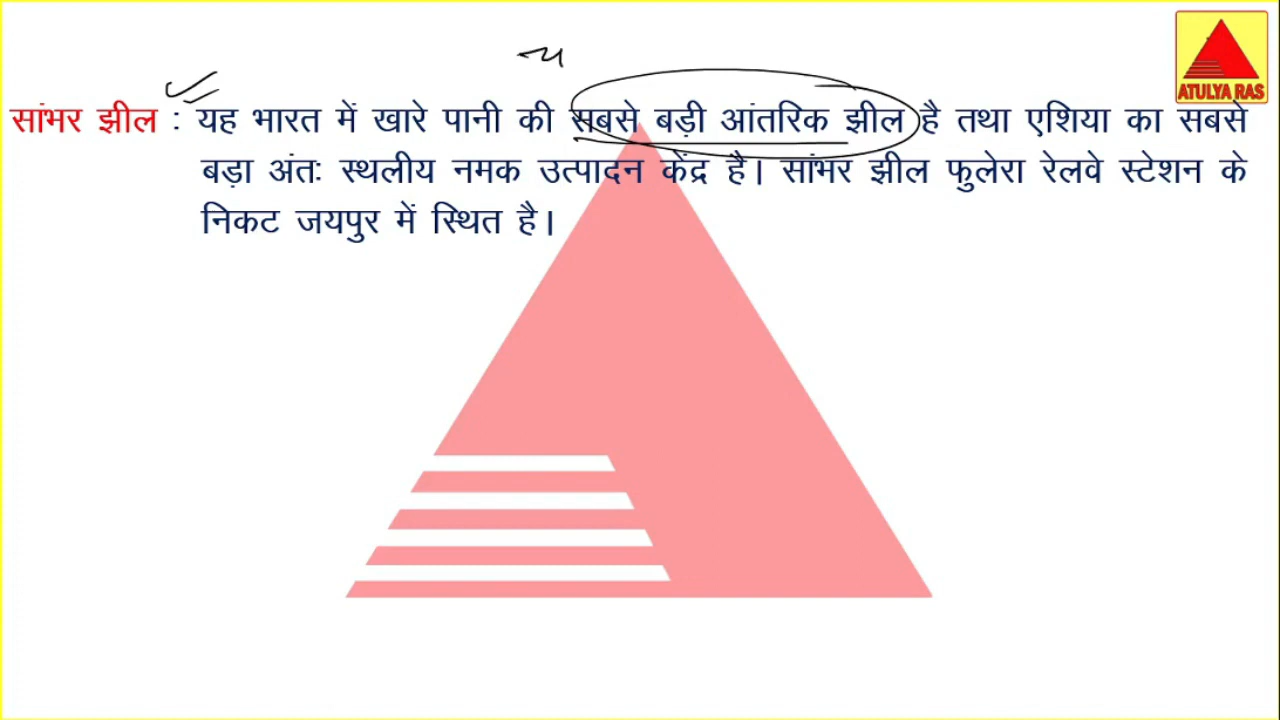 ATULYA RAS
सांभर झील : यह भारत में खारे पानी की सबसे बड़ी आंतरिक झील है तथा एशिया का सबसे
बड़ा अंतः स्थलीय नमक उत्पादन केंद्र है। सांभर झील फुलेरा रेलवे स्टेशन के
निकट जयपुर में स्थित है।